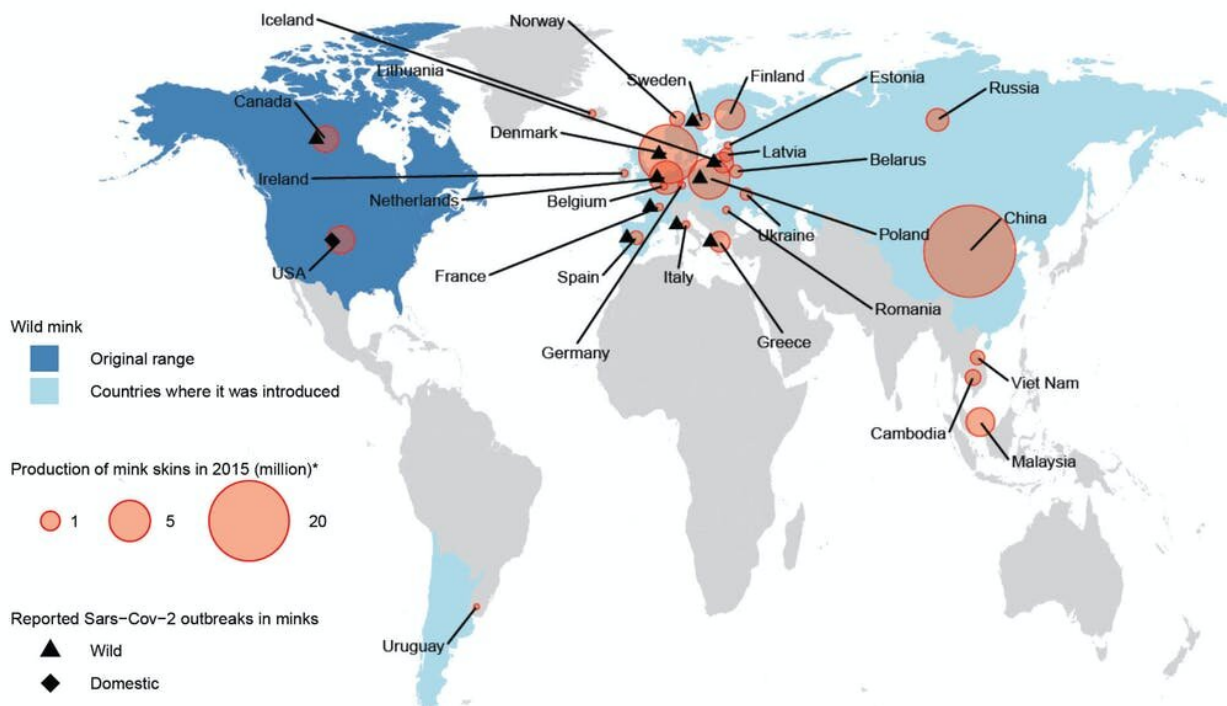 Iceland
Norway
Lithuania
Sweden
Finland
Estonia
Canada
Russia
Denmark
Latvia
Belarus
Ireland
Netherlands
Belgium
China
Poland
Ukraine
USA
France
Spain
Italy
Romania
Wild mink
Germany
Greece
Original range
Viet Nam
Countries where it was introduced
Cambodia
Malaysia
Production of mink skins in 2015 (million)*
1 5 20
Reported Sars-Cov-2 outbreaks in minks
Uruguay
Wild
Domestic